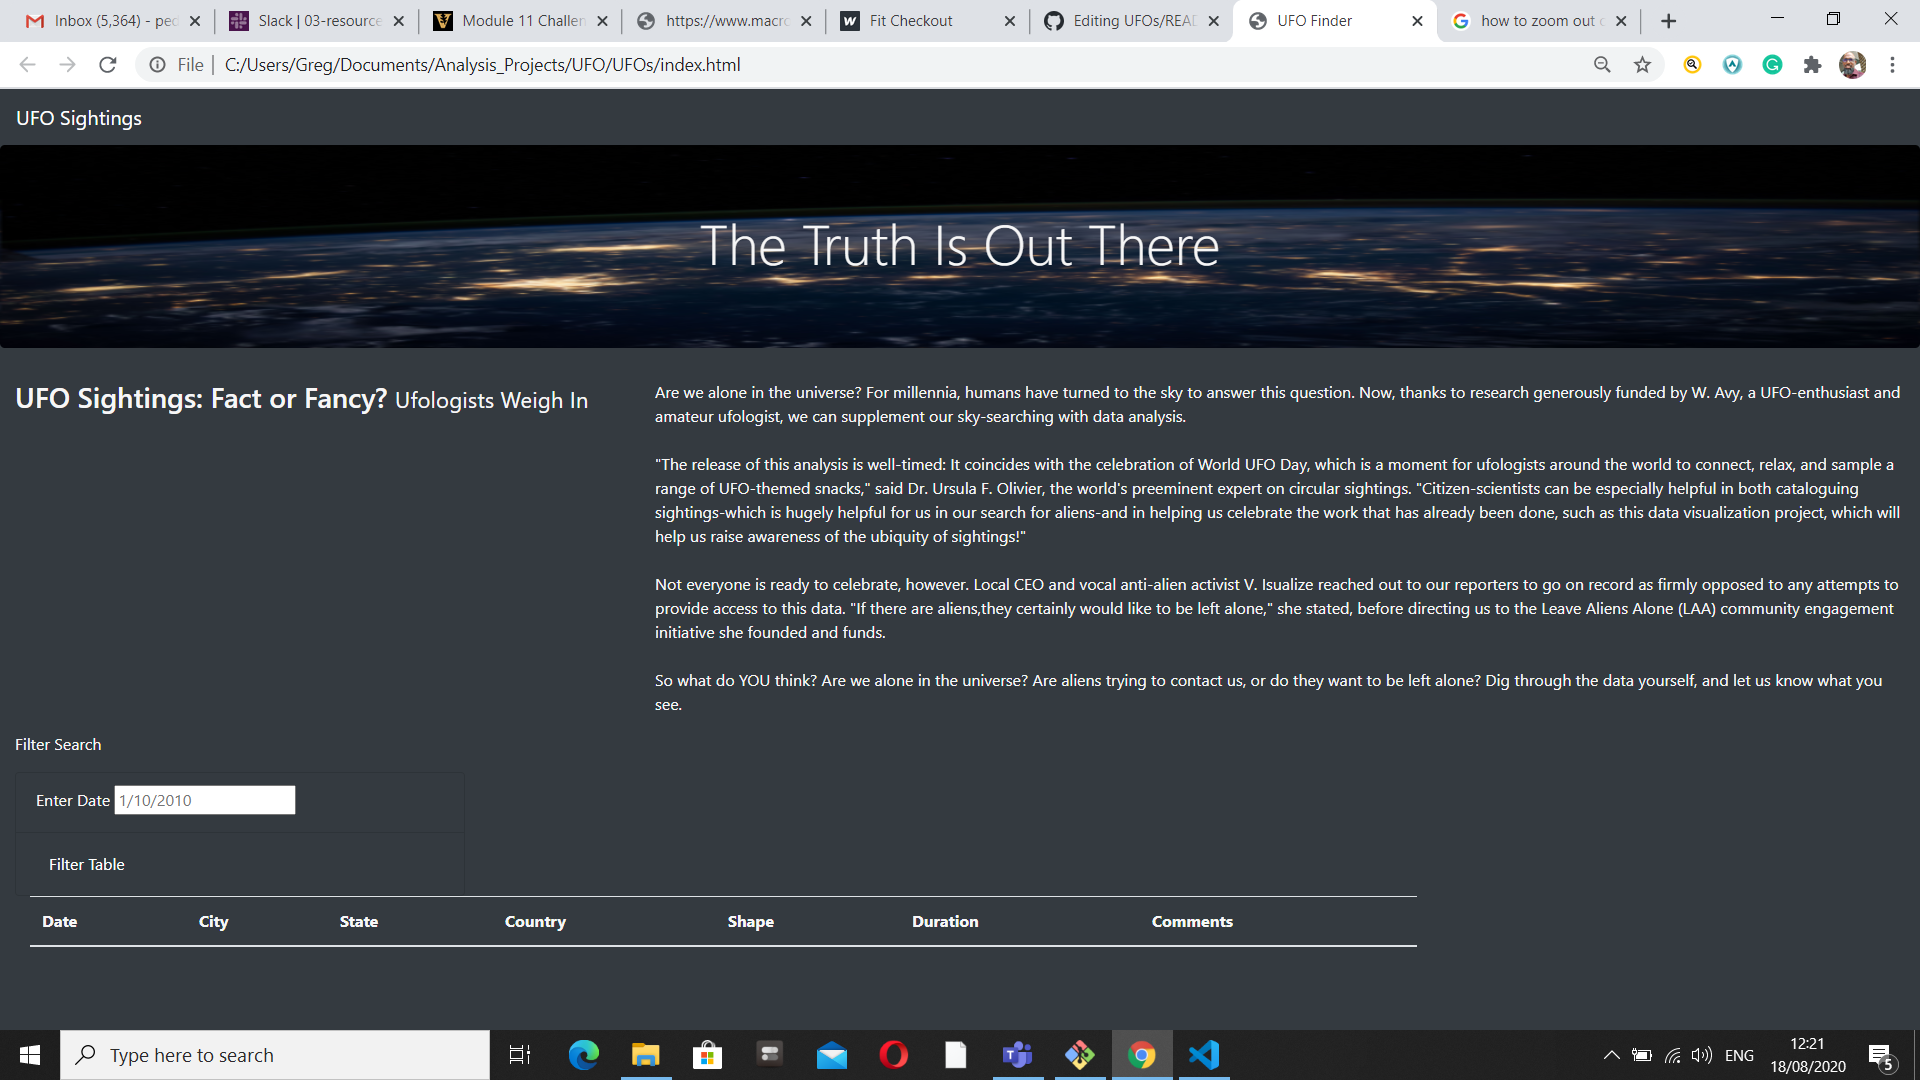 Inbox (5,364) - pec
Slack | 03-resource
Module 11 Challen
https://www.macro
Fit Checkout
Editing UFOs/READ
UFO Finder
how to zoom out c
File | C:/Users/Greg/Documents/Analysis_Projects/UFO/UFOs/index.html
UFO Sightings
The Truth Is Out There
UFO Sightings: Fact or Fancy? Ufologists Weigh In
Are we alone in the universe? For millennia, humans have turned to the sky to answer this question. Now, thanks to research generously funded by W. Avy, a UFO-enthusiast and
amateur ufologist, we can supplement our sky-searching with data analysis.
"The release of this analysis is well-timed: It coincides with the celebration of World UFO Day, which is a moment for ufologists around the world to connect, relax, and sample a
range of UFO-themed snacks," said Dr. Ursula F. Olivier, the world's preeminent expert on circular sightings. "Citizen-scientists can be especially helpful in both cataloguing
sightings-which is hugely helpful for us in our search for aliens-and in helping us celebrate the work that has already been done, such as this data visualization project, which will
help us raise awareness of the ubiquity of sightings!"
Not everyone is ready to celebrate, however. Local CEO and vocal anti-alien activist V. Isualize reached out to our reporters to go on record as firmly opposed to any attempts to
provide access to this data. "If there are aliens,they certainly would like to be left alone," she stated, before directing us to the Leave Aliens Alone (LAA) community engagement
initiative she founded and funds.
So what do YOU think? Are we alone in the universe? Are aliens trying to contact us, or do they want to be left alone? Dig through the data yourself, and let us know what you
see.
Filter Search
Enter Date 1/10/2010
Filter Table
Date City State Country Shape Duration Comments
Type here to search
ENG
12:21
18/08/2020
5